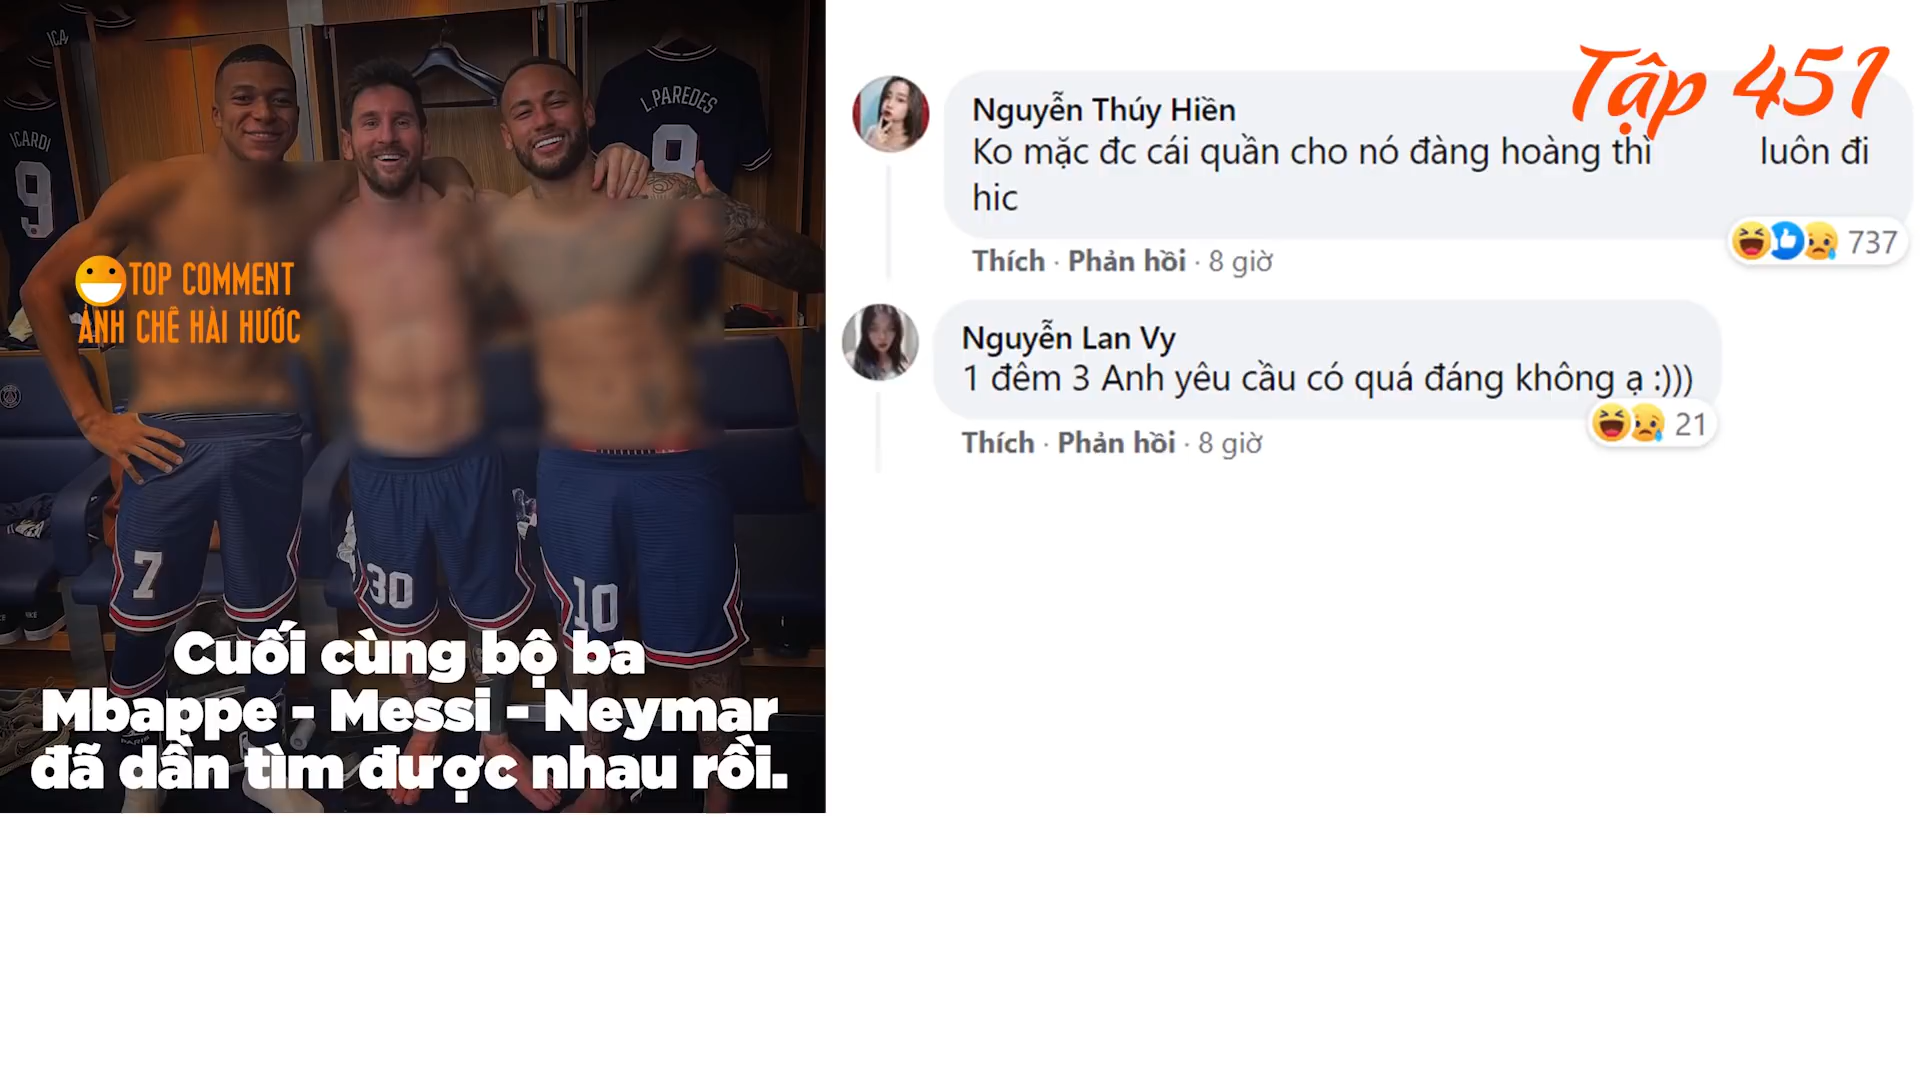 ICA
ICARDI
9
L.PAREDES
8
TOP COMMENT
ẢNH CHẾ HÀI HƯỚC
7
30
10
Cuối cùng bộ ba
Mbappe - Messi - Neymar
đã dần tìm được nhau rồi.
Tập 451
Nguyễn Thúy Hiền
Ko mặc đc cái quần cho nó đàng hoàng thì luôn đi
hic
737
Thích · Phản hồi · 8 giờ
Nguyễn Lan Vy
1 đêm 3 Anh yêu cầu có quá đáng không ạ :)))
21
Thích · Phản hồi · 8 giờ